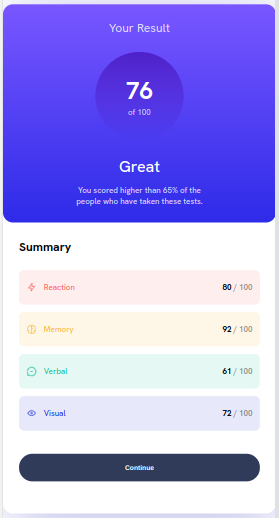 Your Result
76
of 100
Great
You scored higher than 65% of the
people who have taken these tests.
Summary
Reaction 80 / 100
Memory 92 / 100
Verbal 61 / 100
Visual 72 / 100
Continue